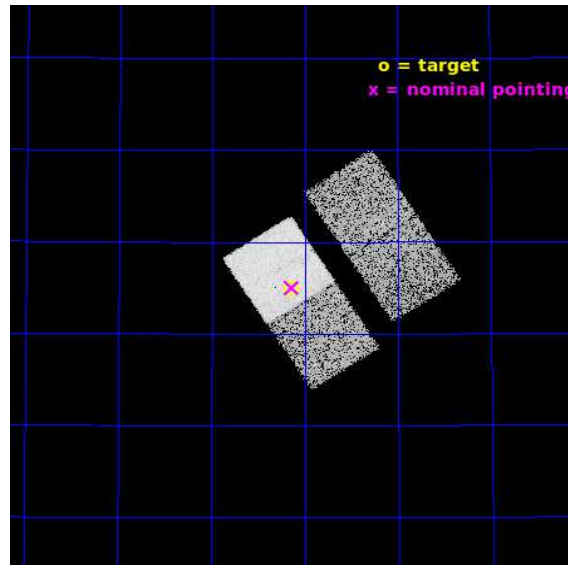 o = target
x = nominal pointing